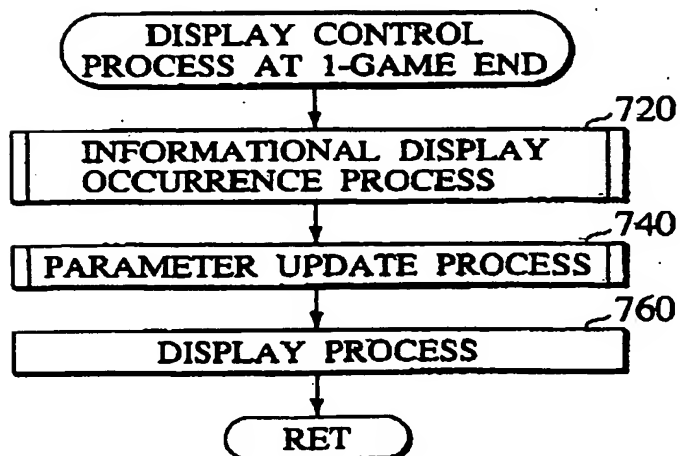 DISPLAY CONTROL
PROCESS AT 1-GAME END
720
INFORMATIONAL DISPLAY
OCCURRENCE PROCESS
740
PARAMETER UPDATE PROCESS
760
DISPLAY PROCESS
RET